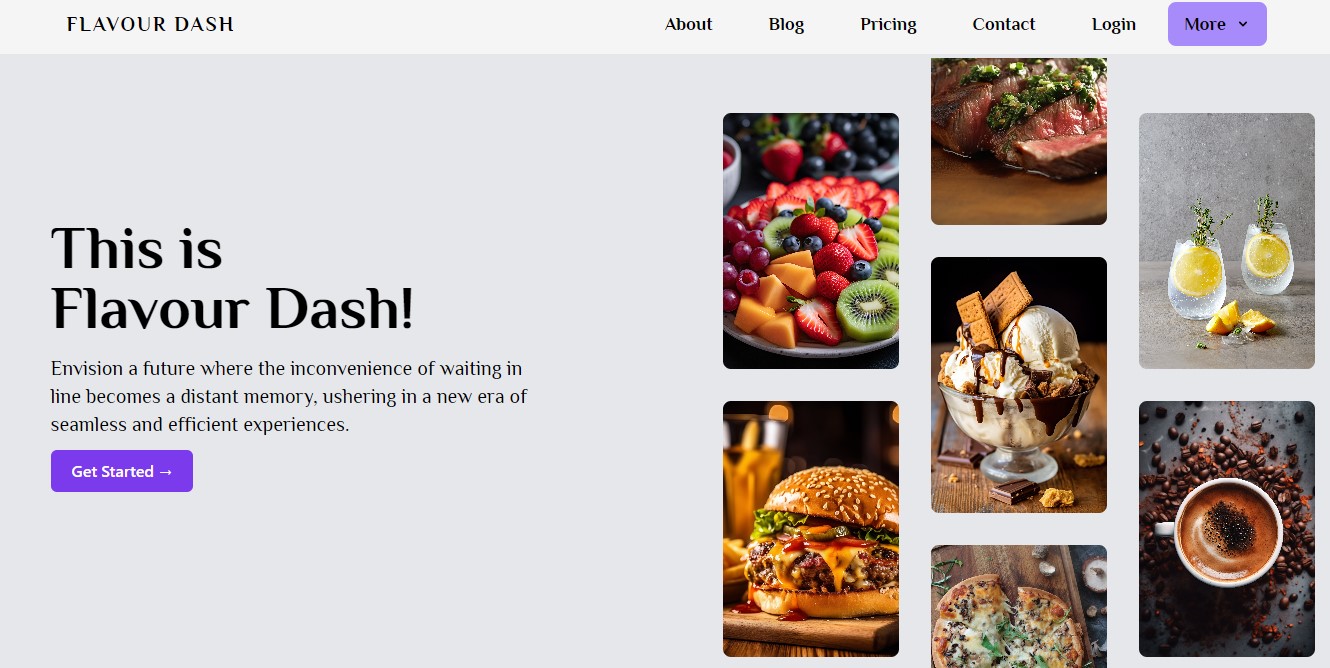 FLAVOUR DASH
About
Blog
Pricing
Contact
Login
More
This is
Flavour Dash!
Envision a future where the inconvenience of waiting in
line becomes a distant memory, ushering in a new era of
seamless and efficient experiences.
Get Started →